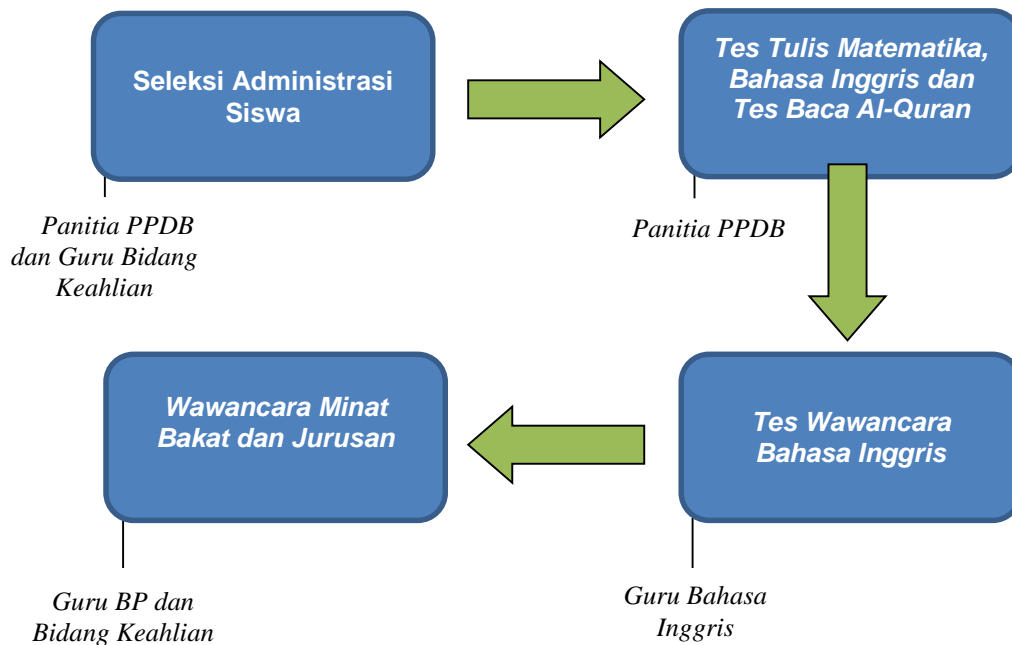 Seleksi Administrasi
Siswa
Tes Tulis Matematika,
Bahasa Inggris dan
Tes Baca Al-Quran
Panitia PPDB
dan Guru Bidang
Keahlian
Panitia PPDB
Wawancara Minat
Bakat dan Jurusan
Tes Wawancara
Bahasa Inggris
Guru BP dan
Bidang Keahlian
Guru Bahasa
Inggris